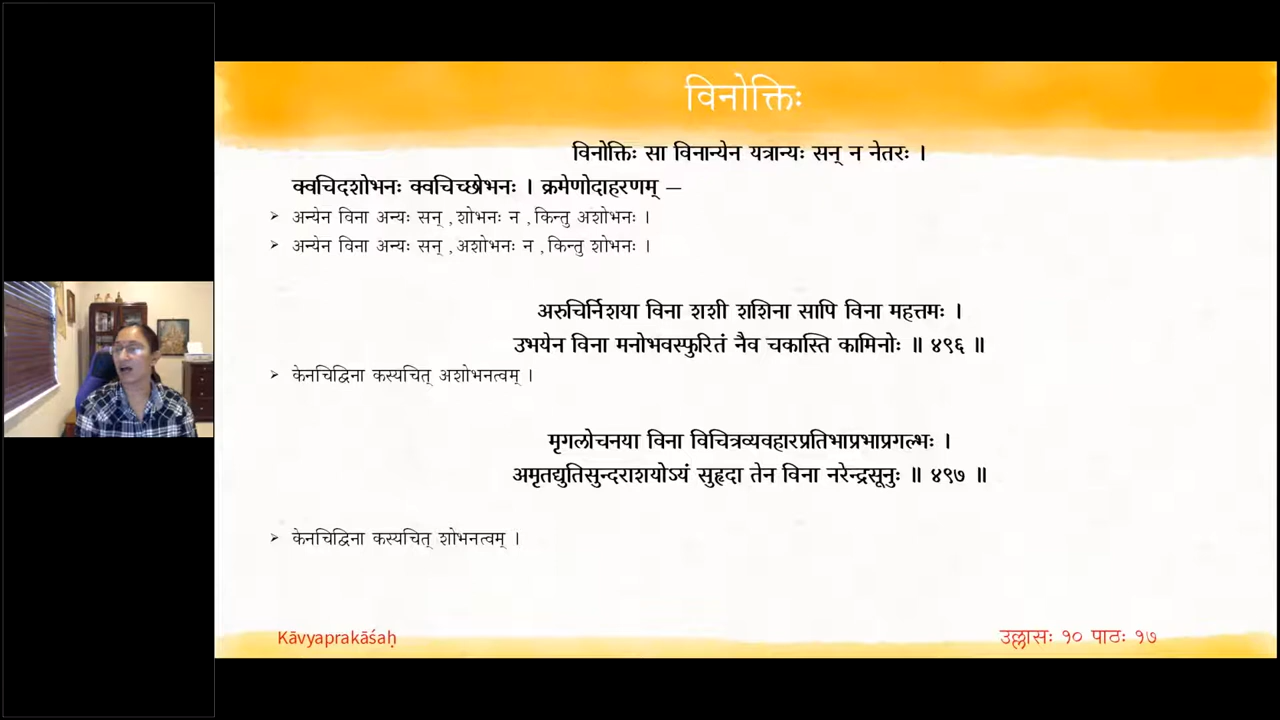 विनोक्तिः
विनोक्तिः सा विनान्येन यत्रान्यः सन् न नेतरः ।
क्वचिदशोभनः क्वचिच्छोभनः । क्रमेणोदाहरणम् —
➢ अन्येन विना अन्यः सन् , शोभनः न , किन्तु अशोभनः ।
➢ अन्येन विना अन्यः सन् , अशोभनः न , किन्तु शोभनः ।
अरुचिर्निशया विना शशी शशिना सापि विना महत्तमः ।
उभयेन विना मनोभवस्फुरितं नैव चकास्ति कामिनोः ॥ ४९६ ॥
➢ केनचिद्विना कस्यचित् अशोभनत्वम् ।
मृगलोचनया विना विचित्रव्यवहारप्रतिभाप्रभाप्रगल्भः ।
अमृतद्युतिसुन्दराशयोऽयं सुहृदा तेन विना नरेन्द्रसूनुः ॥ ४९७ ॥
➢ केनचिद्विना कस्यचित् शोभनत्वम् ।
Kāvyaprakāśaḥ
उल्लासः १० पाठः १७